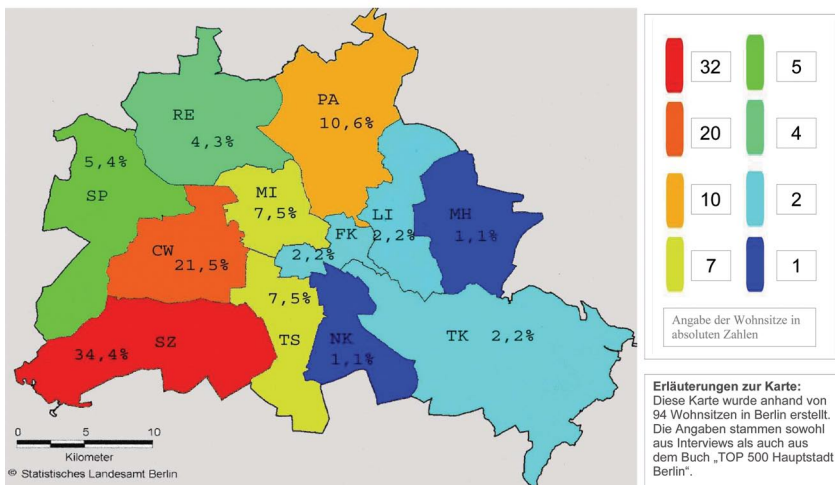 PA
10,6%
RE
4,3%
5,4%
SP
MI
7,5%
LI
2,2%
MH
1,1%
FK
2,2%
CW
21,5%
7,5%
TS
SZ
34,4%
NK
1,1%
TK 2,2%
0 5 10
Kilometer
© Statistisches Landesamt Berlin
32 5
20 4
10 2
7 1
Angabe der Wohnsitze in
absoluten Zahlen
Erläuterungen zur Karte:
Diese Karte wurde anhand von
94 Wohnsitzen in Berlin erstellt.
Die Angaben stammen sowohl
aus Interviews als auch aus
dem Buch „TOP 500 Hauptstadt
Berlin“.